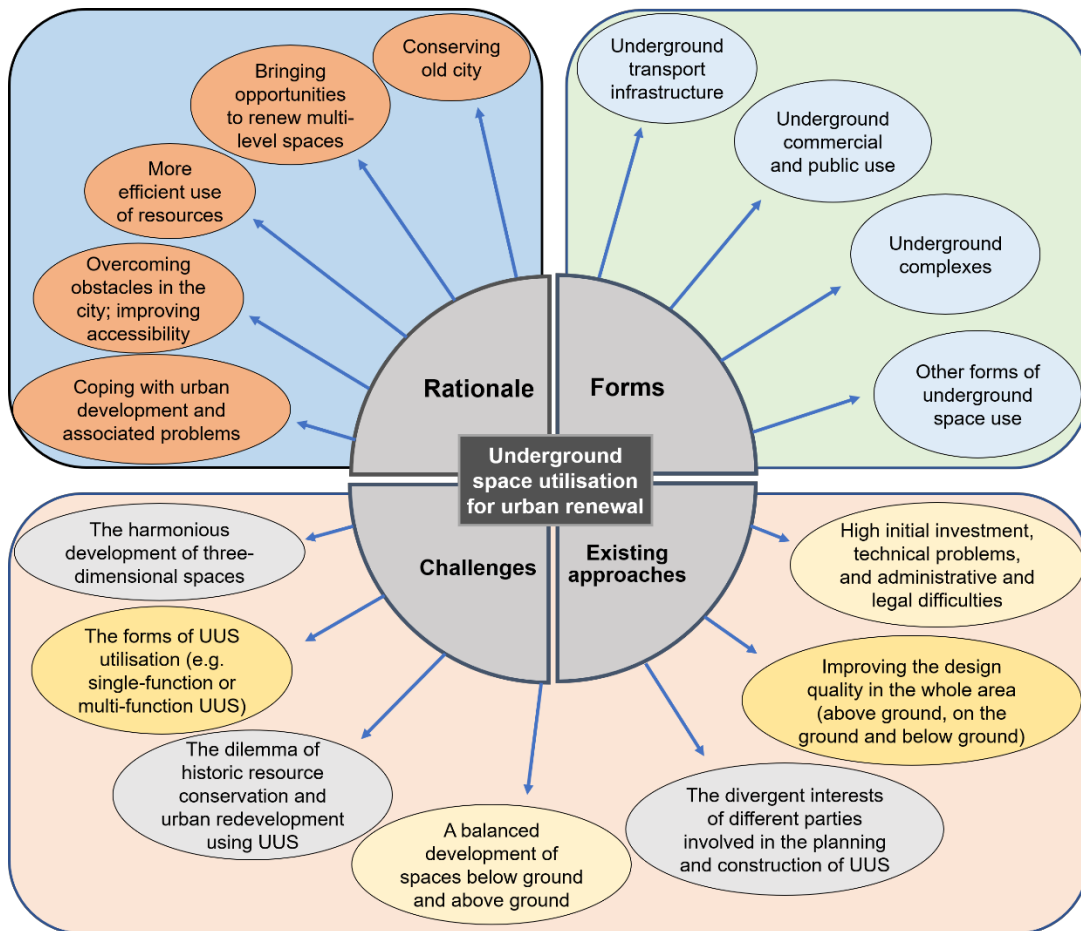 Conserving
old city
Bringing
opportunities
to renew multi-
level spaces
More
efficient use
of resources
Overcoming
obstacles in the
city; improving
accessibility
Coping with urban
development and
associated problems
Underground
transport
infrastructure
Underground
commercial
and public use
Underground
complexes
Other forms of
underground
space use
Rationale
Forms
Underground
space utilisation
for urban renewal
Challenges
Existing
approaches
The harmonious
development of three-
dimensional spaces
The forms of UUS
utilisation (e.g.
single-function or
multi-function UUS)
The dilemma of
historic resource
conservation and
urban redevelopment
using UUS
A balanced
development of
spaces below ground
and above ground
The divergent interests
of different parties
involved in the planning
and construction of UUS
Improving the design
quality in the whole area
(above ground, on the
ground and below ground)
High initial investment,
technical problems,
and administrative and
legal difficulties